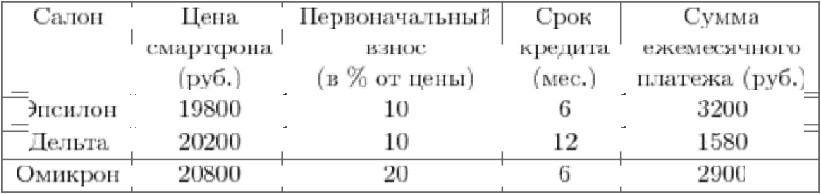 Салон Цена Первоначальный Срок Сумма
смартфона взнос кредита ежемесячного
(руб.) (в % от цены) (мес.) платежа (руб.)
Эпсилон 19800 10 6 3200
Дельта 20200 10 12 1580
Омикрон 20800 20 6 2900